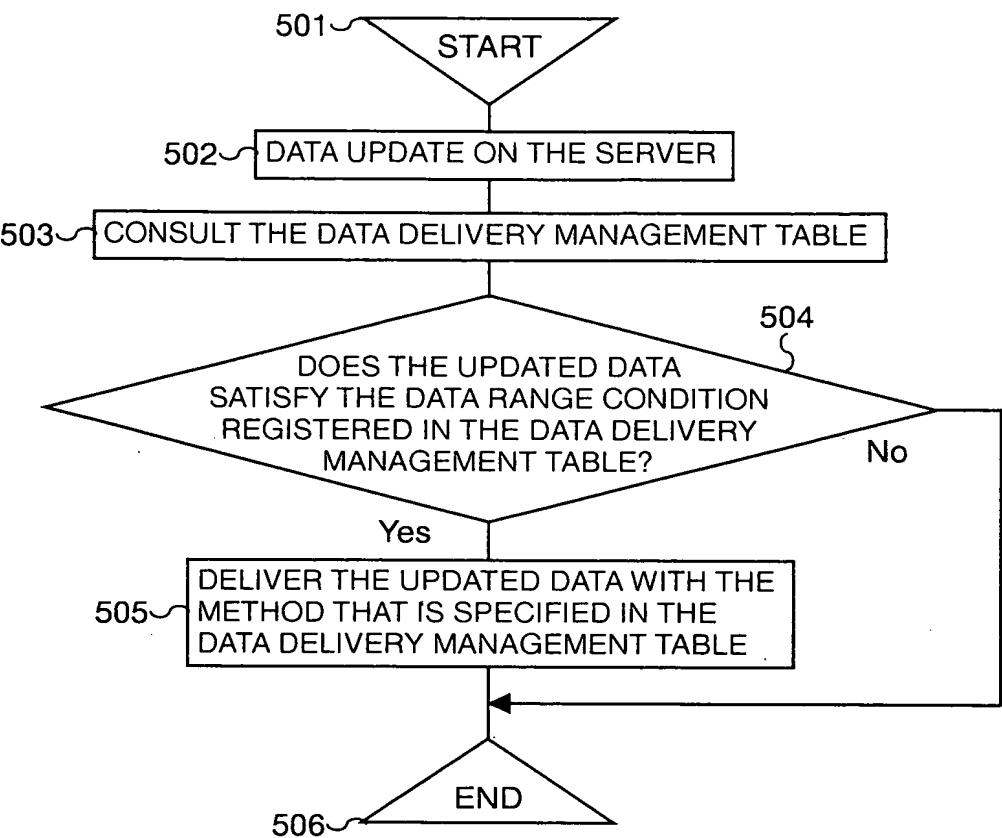 501
START
502
DATA UPDATE ON THE SERVER
503
CONSULT THE DATA DELIVERY MANAGEMENT TABLE
504
DOES THE UPDATED DATA
SATISFY THE DATA RANGE CONDITION
REGISTERED IN THE DATA DELIVERY
MANAGEMENT TABLE?
No
Yes
505
DELIVER THE UPDATED DATA WITH THE
METHOD THAT IS SPECIFIED IN THE
DATA DELIVERY MANAGEMENT TABLE
END
506